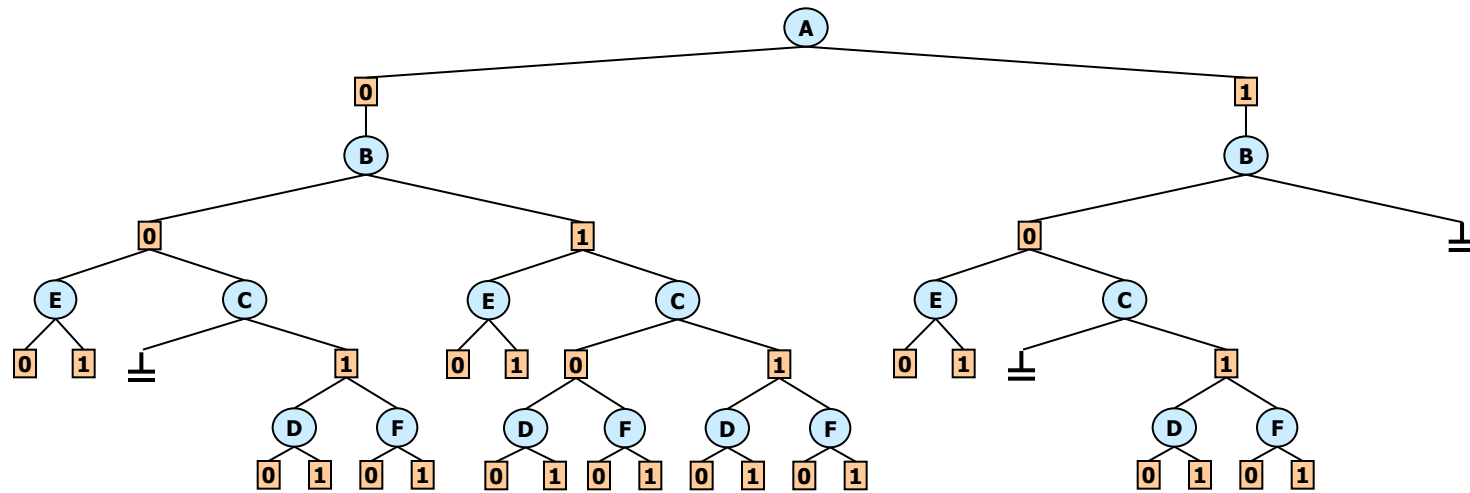 A
0 1
B B
0 1 0
E C E C E C
0 1 1 0 1 0 1 0 1 1
D F D F D F D F
0 1 0 1 0 1 0 1 0 1 0 1 0 1 0 1